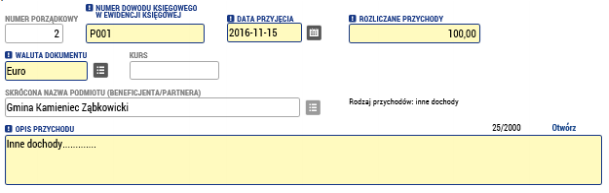 NUMER PORZĄDKOWY
NUMER DOWODU KSIĘGOWEGO
W EWIDENCJI KSIĘGOWEJ
DATA PRZYJĘCIA
ROZLICZANE PRZYCHODY
2
P001
2016-11-15
100,00
WALUTA DOKUMENTU
KURS
Euro
SKRÓCONA NAZWA PODMIOTU (BENEFICJENTA/PARTNERA)
Gmina Kamieniec Ząbkowicki
Rodzaj przychodów: inne dochody
OPIS PRZYCHODU
25/2000
Otwórz
Inne dochody.............